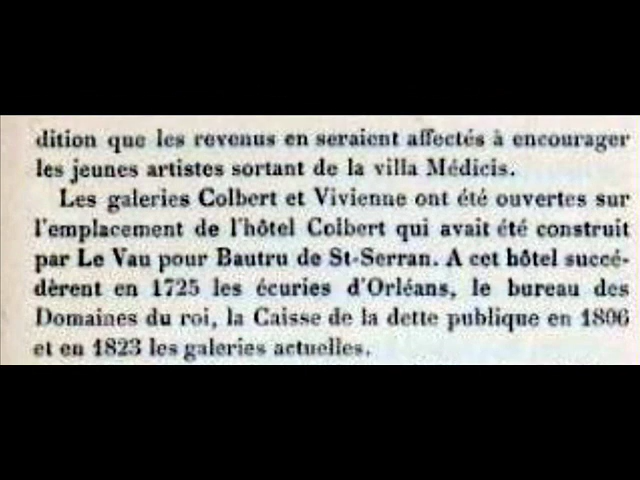 dition que les revenus en seraient affectés à encourager
les jeunes artistes sortant de la villa Médicis.
Les galeries Colbert et Vivienne ont été ouvertes sur
l'emplacement de l'hôtel Colbert qui avait été construit
par Le Vau pour Bautru de St-Serran. A cet hôtel succé-
dèrent en 1725 les écuries d'Orléans, le bureau des
Domaines du roi, la Caisse de la dette publique en 1806
et en 1823 les galeries actuelles.